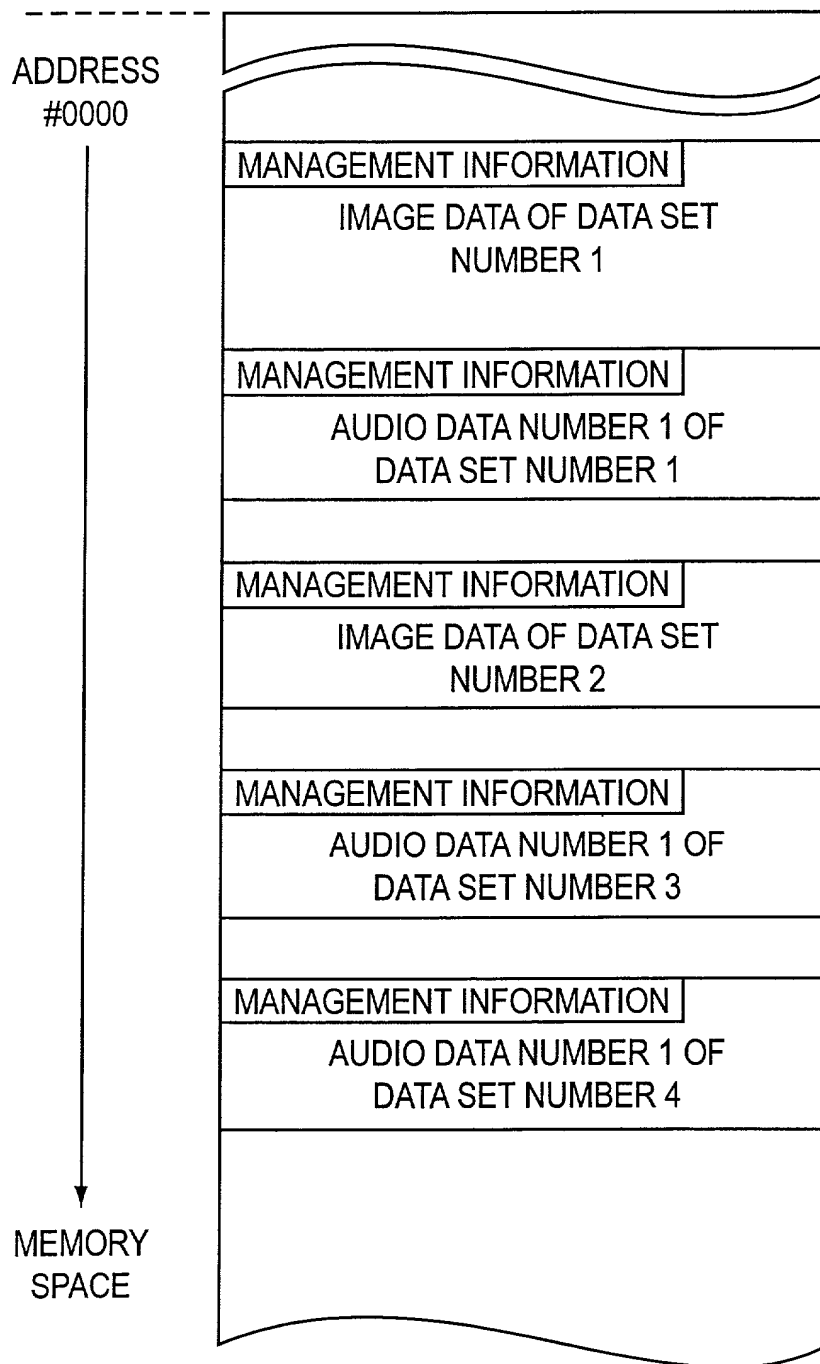 ADDRESS
#0000
MANAGEMENT INFORMATION
IMAGE DATA OF DATA SET
NUMBER 1
MANAGEMENT INFORMATION
AUDIO DATA NUMBER 1 OF
DATA SET NUMBER 1
MANAGEMENT INFORMATION
IMAGE DATA OF DATA SET
NUMBER 2
MANAGEMENT INFORMATION
AUDIO DATA NUMBER 1 OF
DATA SET NUMBER 3
MANAGEMENT INFORMATION
AUDIO DATA NUMBER 1 OF
DATA SET NUMBER 4
MEMORY
SPACE